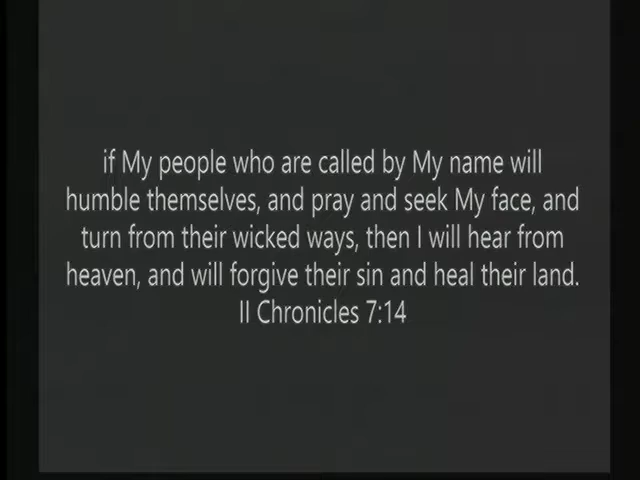 if My people who are called by My name will
humble themselves, and pray and seek My face, and
turn from their wicked ways, then I will hear from
heaven, and will forgive their sin and heal their land.
II Chronicles 7:14